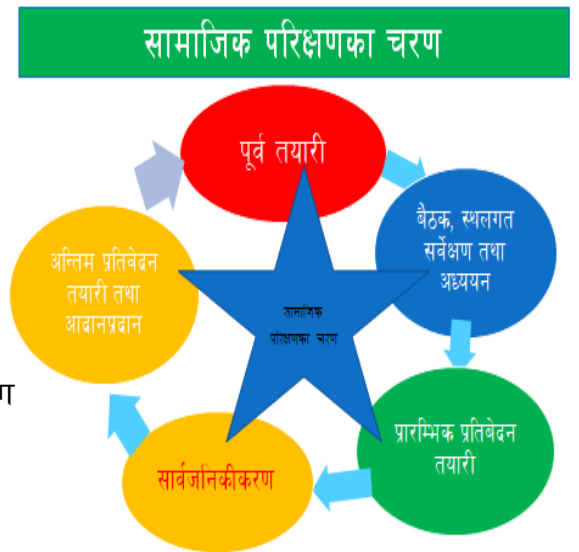 सामाजिक परिक्षणका चरण
पूर्व तयारी
बैठक, स्थलगत
सर्वेक्षण तथा
अध्ययन
प्रारम्भिक प्रतिबेदन
तयारी
सार्वजनिकीकरण
अन्तिम प्रतिवेदन
तयारी तथा
आदानप्रदान
सामाजिक
परिक्षणका चरण